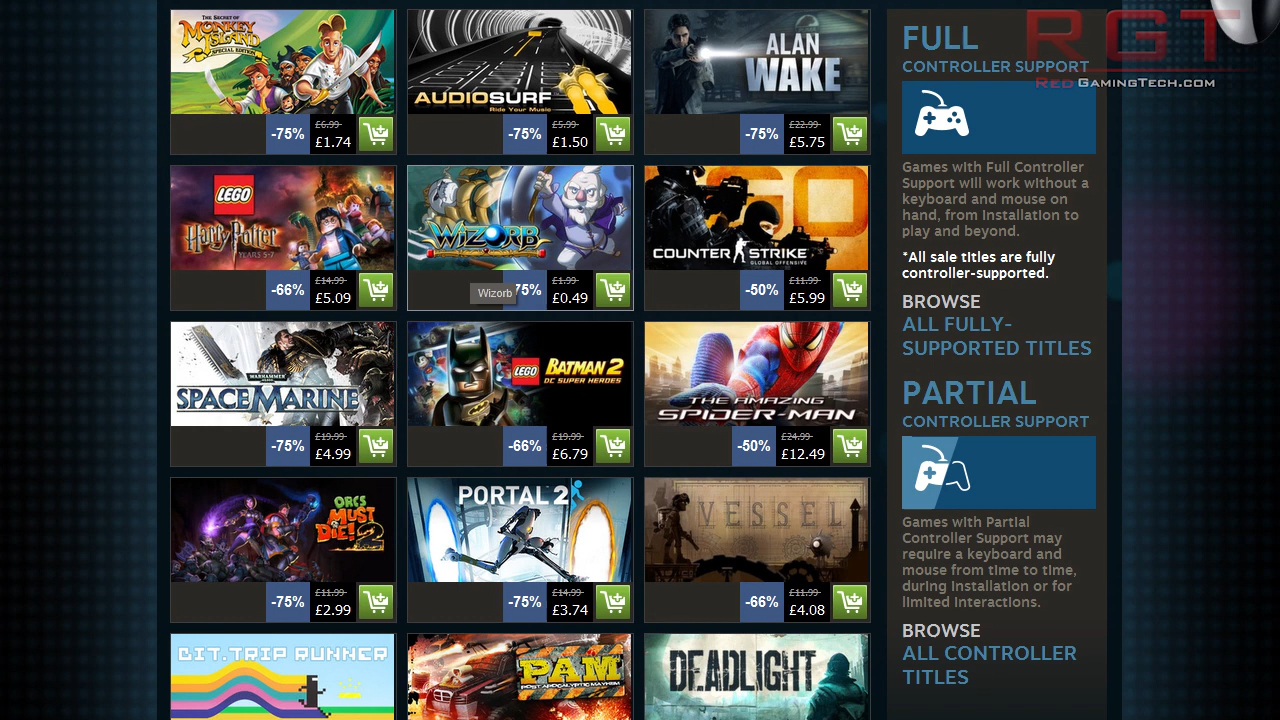 THE SECRET OF
MONKEY ISLAND
SPECIAL EDITION
-75%
£6.99
£1.74
AUDIOSURF
Ride Your Music
-75%
£5.99
£1.50
ALAN
WAKE
-75%
£22.99
£5.75
LEGO
Harry Potter
YEARS 5-7
-66%
£14.99
£5.09
WIZORB
Wizorb
75%
£1.99
£0.49
GO
COUNTER STRIKE
GLOBAL OFFENSIVE
-50%
£11.99
£5.99
WARHAMMER
SPACE MARINE
-75%
£19.99
£4.99
LEGO
BATMAN 2
DC SUPER HEROES
-66%
£19.99
£6.79
THE AMAZING
SPIDER-MAN
-50%
£24.99
£12.49
ORCS
MUST
DIE! 2
-75%
£11.99
£2.99
PORTAL 2
-75%
£14.99
£3.74
VESSEL
-66%
£11.99
£4.08
BIT.TRIP RUNNER
PAM
POST APOCALYPTIC MAYHEM
DEADLIGHT
RGT
REDGAMINGTECH.COM
FULL
CONTROLLER SUPPORT
Games with Full Controller
Support will work without a
keyboard and mouse on
hand, from installation to
play and beyond.
*All sale titles are fully
controller-supported.
BROWSE
ALL FULLY-
SUPPORTED TITLES
PARTIAL
CONTROLLER SUPPORT
Games with Partial
Controller Support may
require a keyboard and
mouse from time to time,
during installation or for
limited interactions.
BROWSE
ALL CONTROLLER
TITLES